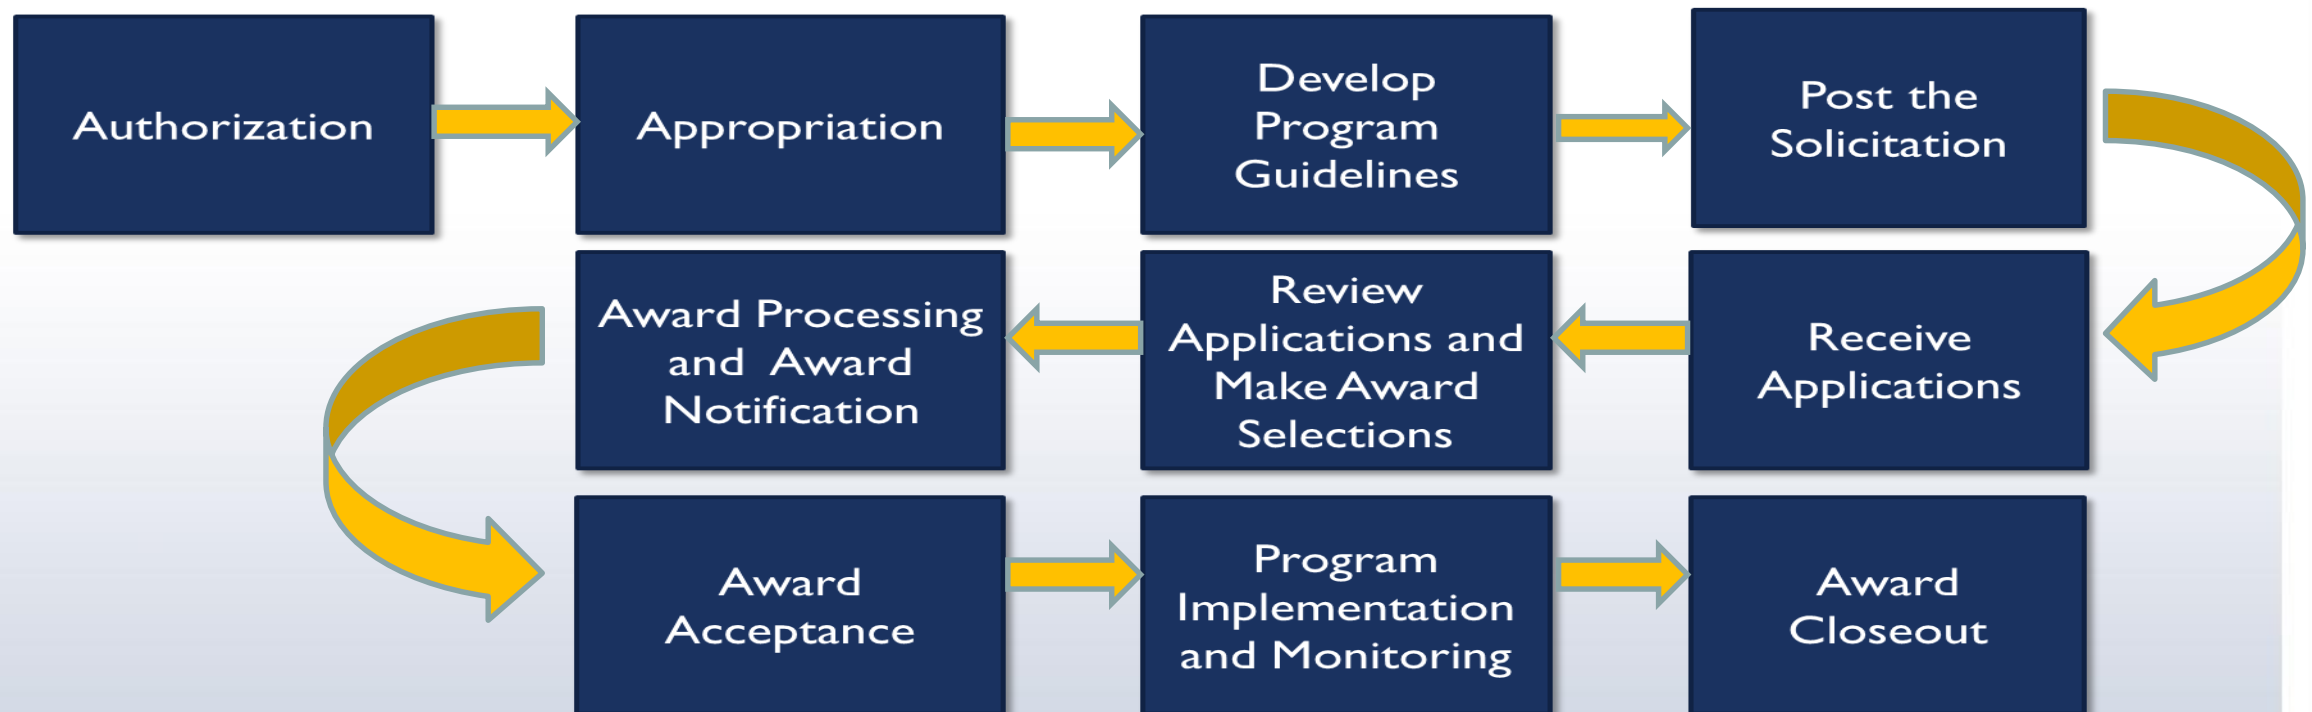 Authorization
Appropriation
Develop
Program
Guidelines
Post the
Solicitation
Receive
Applications
Review
Applications and
Make Award
Selections
Award Processing
and Award
Notification
Award
Acceptance
Program
Implementation
and Monitoring
Award
Closeout